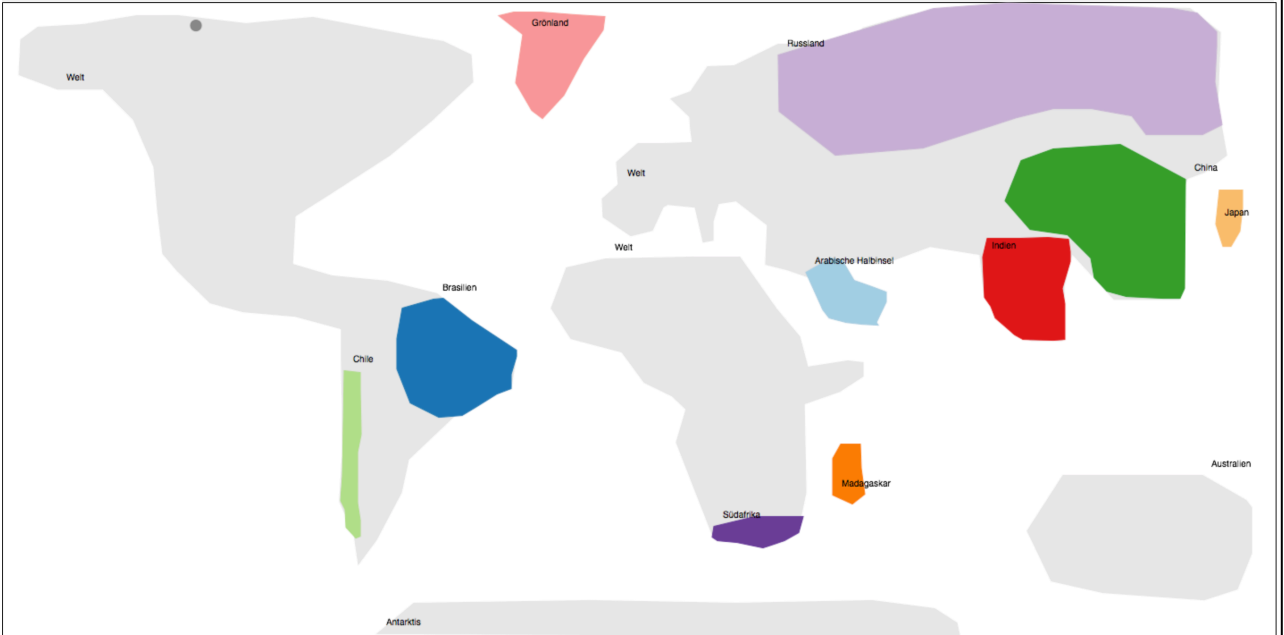 Grönland
Russland
Welt
China
Welt
Japan
Welt
Indien
Arabische Halbinsel
Brasilien
Chile
Australien
Madagaskar
Südafrika
Antarktis